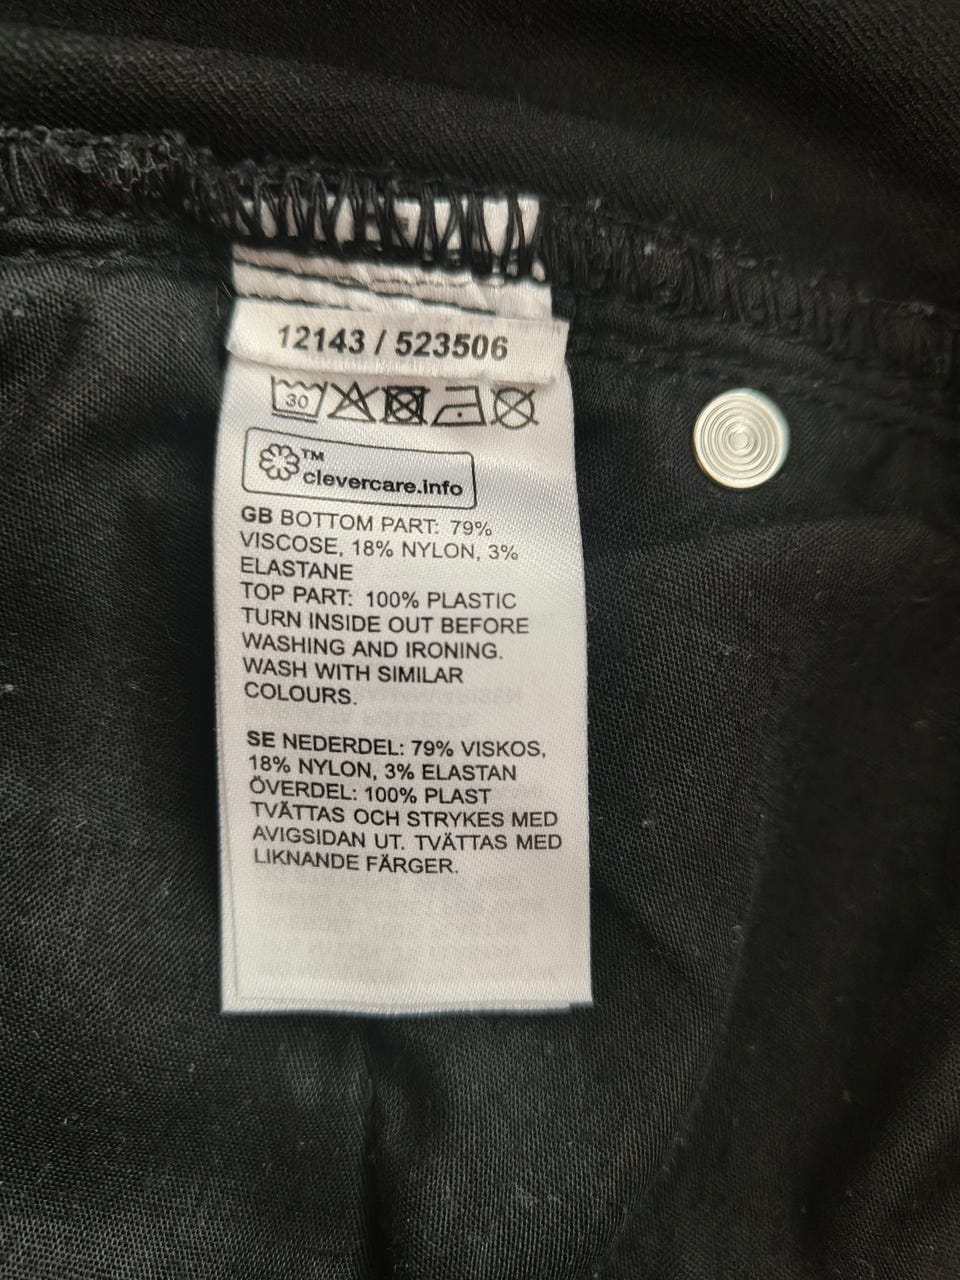 12143 / 523506
30
TM
clevercare.info
GB BOTTOM PART: 79%
VISCOSE, 18% NYLON, 3%
ELASTANE
TOP PART: 100% PLASTIC
TURN INSIDE OUT BEFORE
WASHING AND IRONING.
WASH WITH SIMILAR
COLOURS.
SE NEDERDEL: 79% VISKOS,
18% NYLON, 3% ELASTAN
ÖVERDEL: 100% PLAST
TVÄTTAS OCH STRYKES MED
AVIGSIDAN UT. TVÄTTAS MED
LIKNANDE FÄRGER.